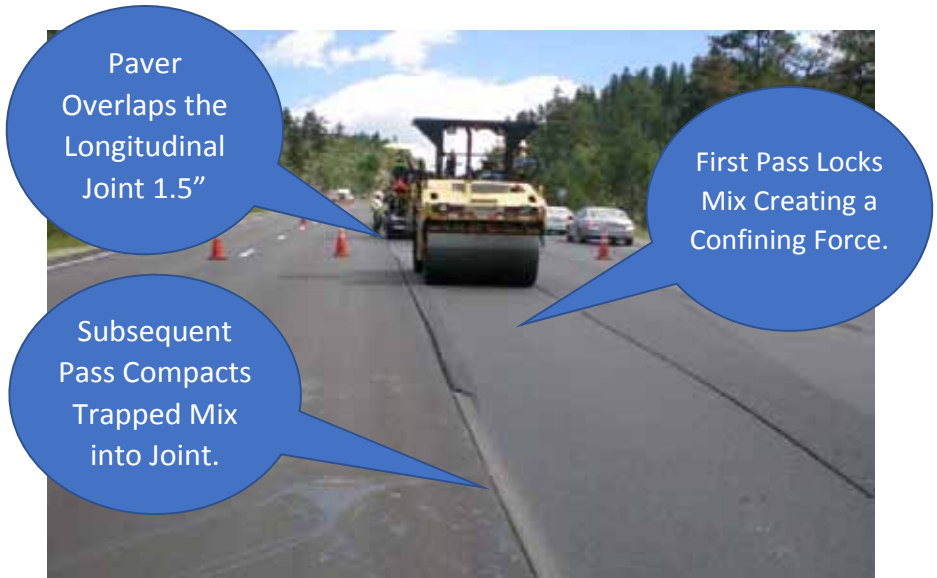 Paver
Overlaps the
Longitudinal
Joint 1.5”
First Pass Locks
Mix Creating a
Confining Force.
Subsequent
Pass Compacts
Trapped Mix
into Joint.